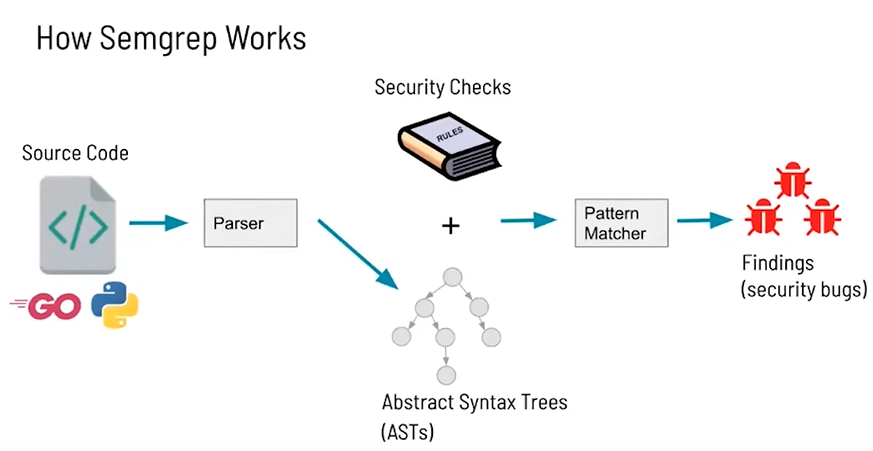 How Semgrep Works
Security Checks
RULES
Source Code
</>
GO
Parser
+
Pattern
Matcher
Findings
(security bugs)
Abstract Syntax Trees
(ASTs)